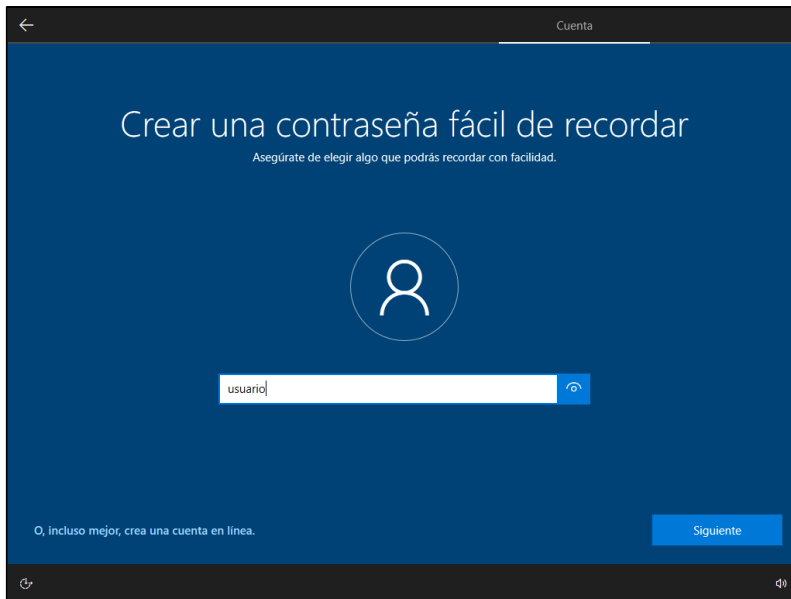 Cuenta
Crear una contraseña fácil de recordar
Asegúrate de elegir algo que podrás recordar con facilidad.
usuario
O, incluso mejor, crea una cuenta en línea.
Siguiente